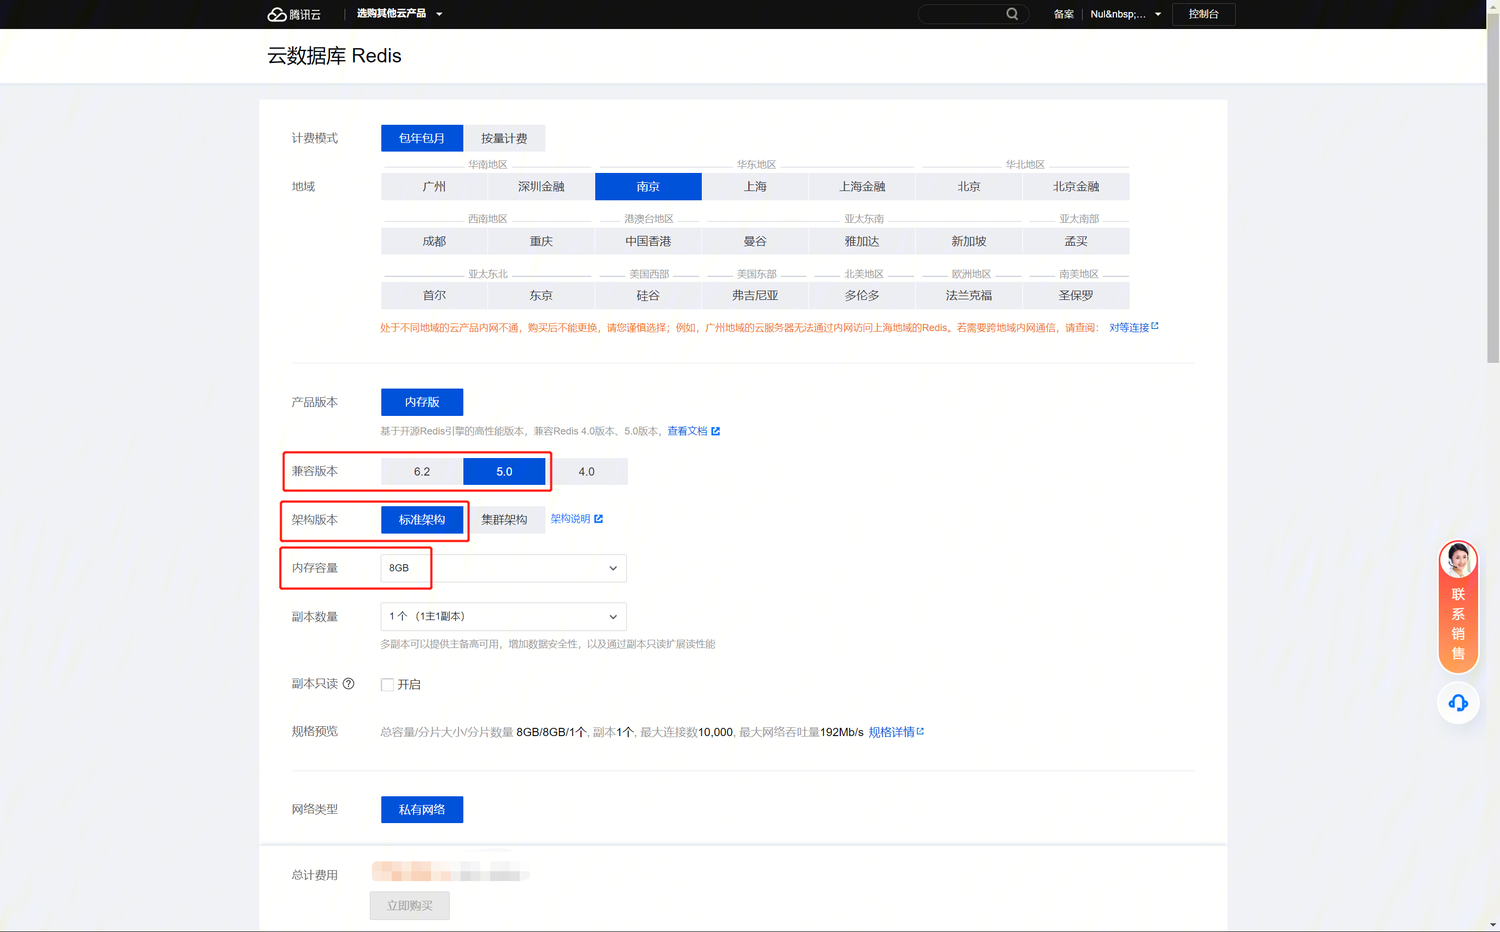 腾讯云 选购其他云产品 备案 Nul&nbsp;... 控制台
云数据库 Redis
计费模式 包年包月 按量计费
华南地区 华东地区 华北地区
地域 广州 深圳金融 南京 上海 上海金融 北京 北京金融
西南地区 港澳台地区 亚太东南 亚太南部
成都 重庆 中国香港 曼谷 雅加达 新加坡 孟买
亚太东北 美国西部 美国东部 北美地区 欧洲地区 南美地区
首尔 东京 硅谷 弗吉尼亚 多伦多 法兰克福 圣保罗
处于不同地域的云产品内网不通，购买后不能更换，请您谨慎选择；例如，广州地域的云服务器无法通过内网访问上海地域的Redis。若需要跨地域内网通信，请查阅： 对等连接
产品版本 内存版
基于开源Redis引擎的高性能版本，兼容Redis 4.0版本、5.0版本，查看文档
兼容版本 6.2 5.0 4.0
架构版本 标准架构 集群架构 架构说明
内存容量 8GB
副本数量 1 个 （1主1副本）
多副本可以提供主备高可用，增加数据安全性，以及通过副本只读扩展读性能
副本只读 ? 开启
规格预览 总容量/分片大小/分片数量 8GB/8GB/1个, 副本1个, 最大连接数10,000, 最大网络吞吐量192Mb/s 规格详情
网络类型 私有网络
总计费用
立即购买
联
系
销
售